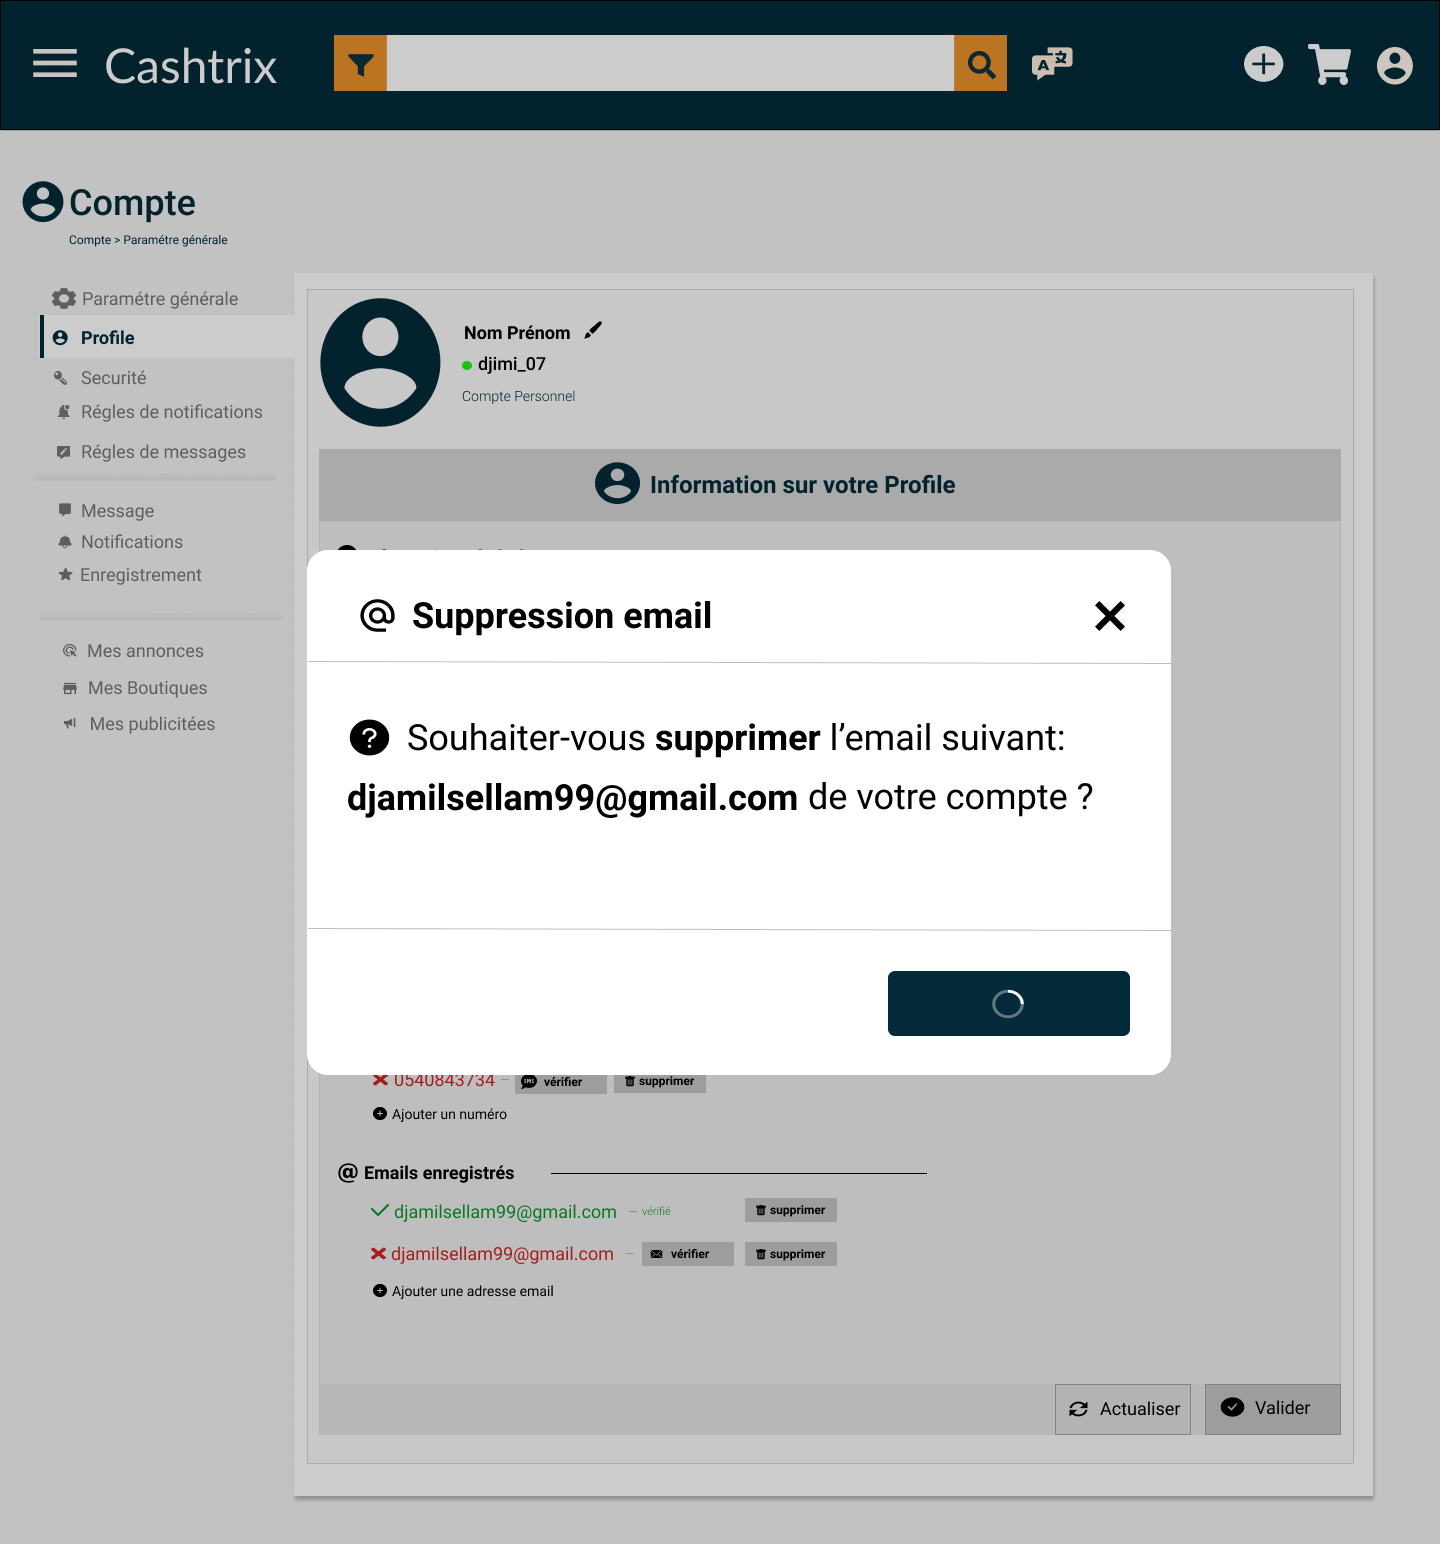 Cashtrix
Compte
Compte > Paramétre générale
Paramétre générale
Profile
Securité
Régles de notifications
Régles de messages
Message
Notifications
Enregistrement
Mes annonces
Mes Boutiques
Mes publicitées
Nom Prénom
djimi_07
Compte Personnel
Information sur votre Profile
@ Suppression email
Souhaiter-vous supprimer l’email suivant:
djamilsellam99@gmail.com de votre compte ?
0540843734 – SMS vérifier supprimer
Ajouter un numéro
@ Emails enregistrés
djamilsellam99@gmail.com – vérifié supprimer
djamilsellam99@gmail.com – vérifier supprimer
Ajouter une adresse email
Actualiser Valider